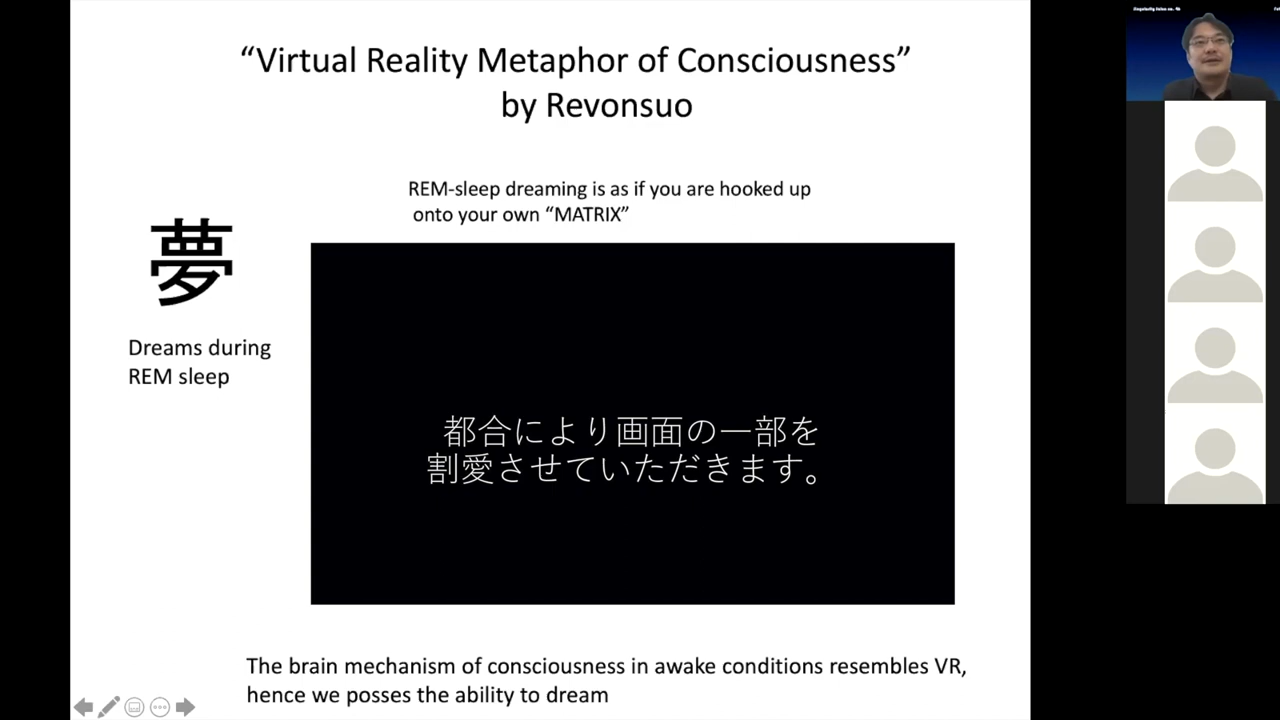 “Virtual Reality Metaphor of Consciousness”
by Revonsuo
REM-sleep dreaming is as if you are hooked up
onto your own “MATRIX”
夢
Dreams during
REM sleep
都合により画面の一部を
割愛させていただきます。
The brain mechanism of consciousness in awake conditions resembles VR,
hence we posses the ability to dream